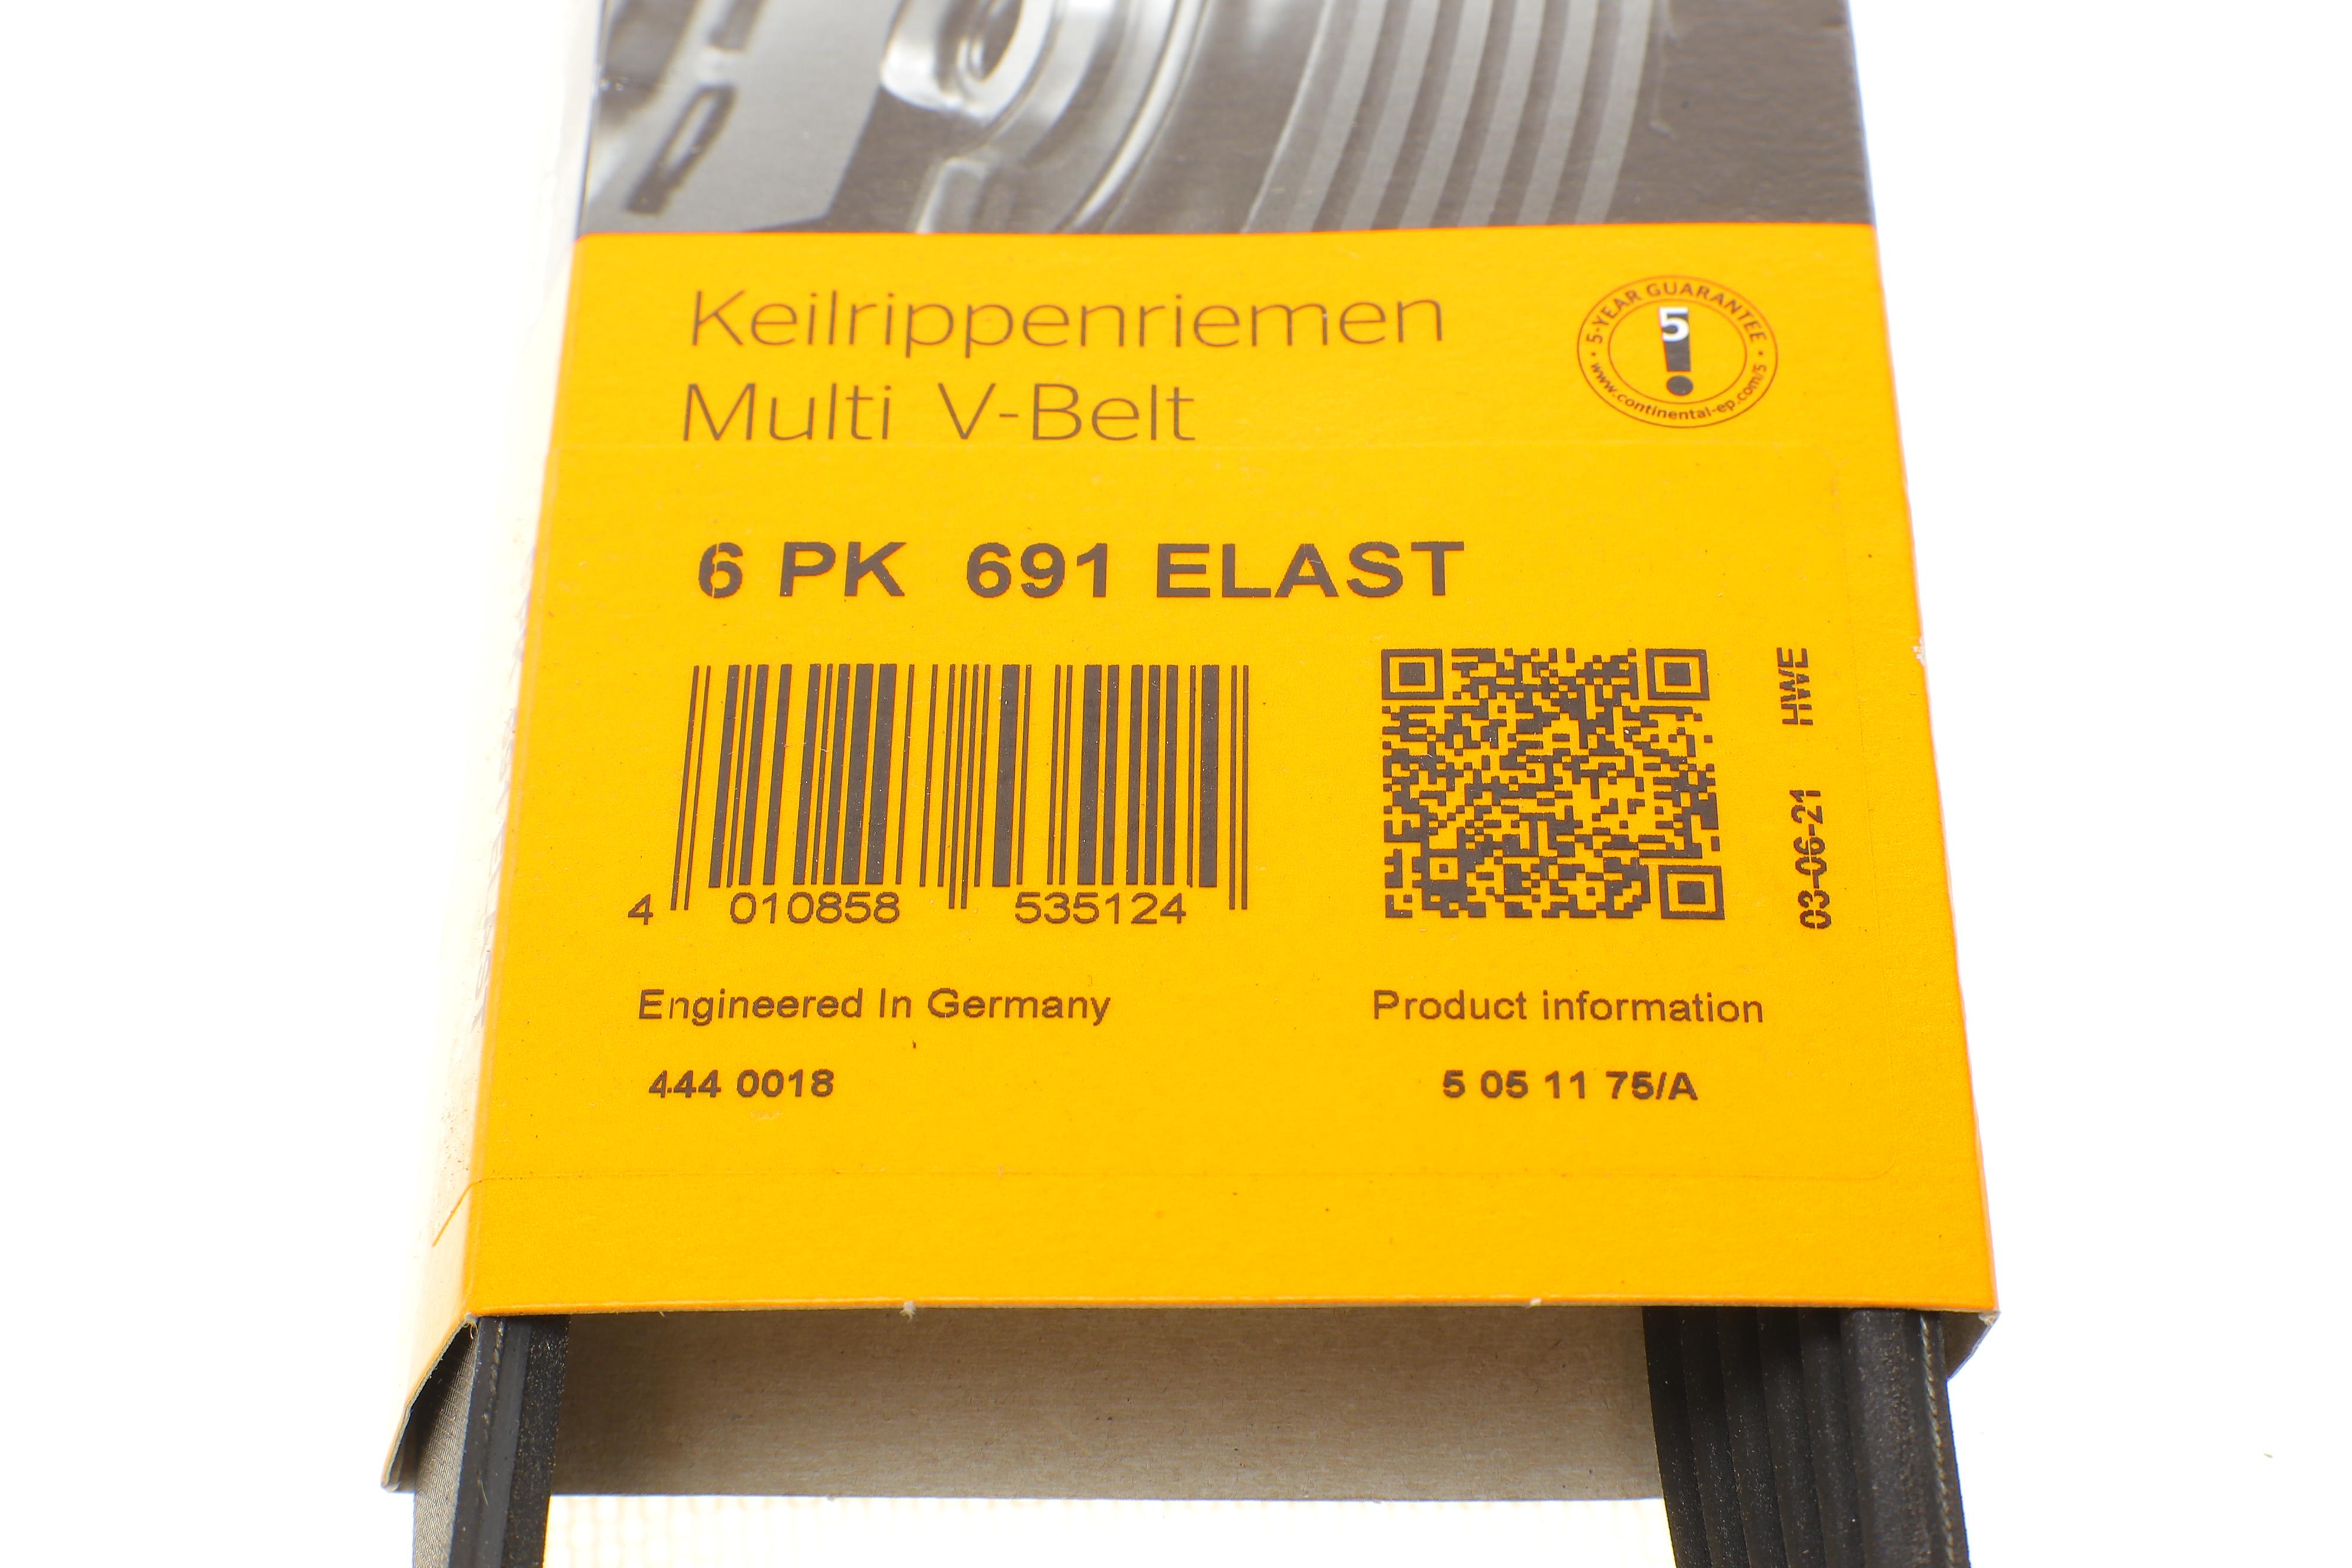 Keilrippenriemen
Multi V-Belt
• 5-YEAR GUARANTEE •
www.continental-ep.com/5
5
6 PK 691 ELAST
4 010858 535124
03-06-21 HWE
Engineered In Germany
Product information
444 0018
5 05 11 75/A